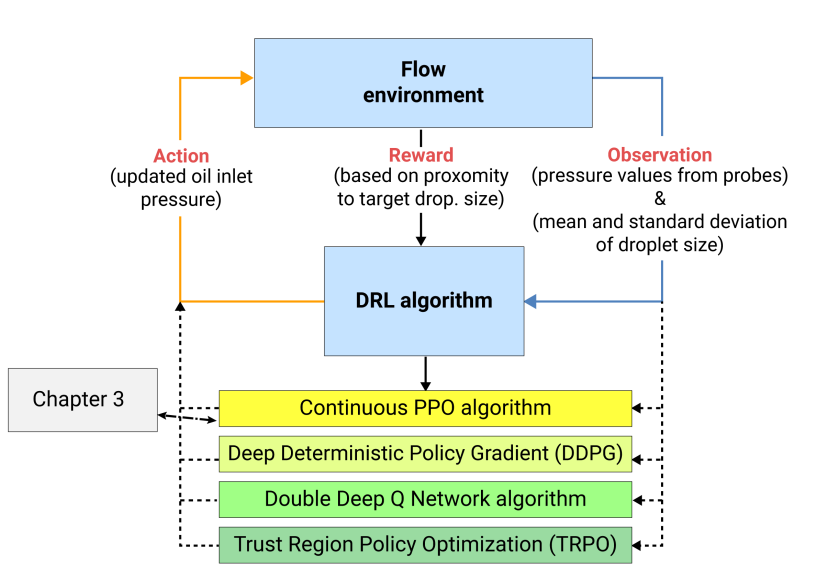 Flow
environment
Action
(updated oil inlet
pressure)
Reward
(based on proxomity
to target drop. size)
Observation
(pressure values from probes)
&
(mean and standard deviation
of droplet size)
DRL algorithm
Chapter 3
Continuous PPO algorithm
Deep Deterministic Policy Gradient (DDPG)
Double Deep Q Network algorithm
Trust Region Policy Optimization (TRPO)